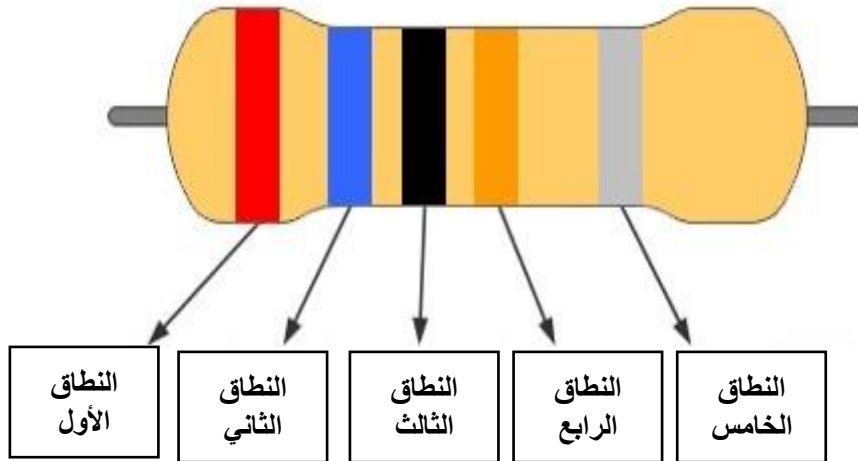 النطاق
الأول
النطاق
الثاني
النطاق
الثالث
النطاق
الرابع
النطاق
الخامس